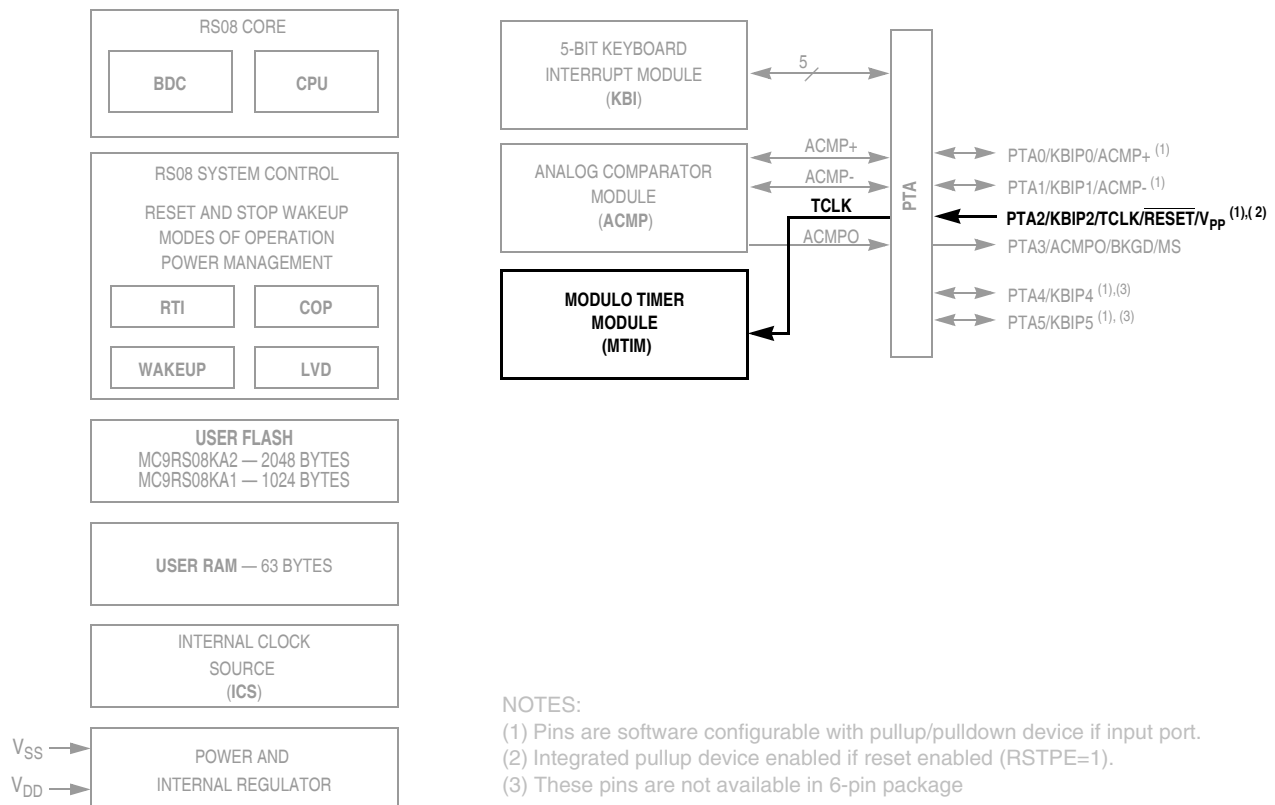 RS08 CORE
BDC
CPU
RS08 SYSTEM CONTROL
RESET AND STOP WAKEUP
MODES OF OPERATION
POWER MANAGEMENT
RTI
COP
WAKEUP
LVD
USER FLASH
MC9RS08KA2 — 2048 BYTES
MC9RS08KA1 — 1024 BYTES
USER RAM — 63 BYTES
INTERNAL CLOCK
SOURCE
(ICS)
VSS
VDD
POWER AND
INTERNAL REGULATOR
5-BIT KEYBOARD
INTERRUPT MODULE
(KBI)
5
ANALOG COMPARATOR
MODULE
(ACMP)
ACMP+
ACMP-
TCLK
ACMPO
MODULO TIMER
MODULE
(MTIM)
PTA
PTA0/KBIP0/ACMP+ (1)
PTA1/KBIP1/ACMP- (1)
PTA2/KBIP2/TCLK/RESET/VPP (1),( 2)
PTA3/ACMPO/BKGD/MS
PTA4/KBIP4 (1),(3)
PTA5/KBIP5 (1), (3)
NOTES:
(1) Pins are software configurable with pullup/pulldown device if input port.
(2) Integrated pullup device enabled if reset enabled (RSTPE=1).
(3) These pins are not available in 6-pin package